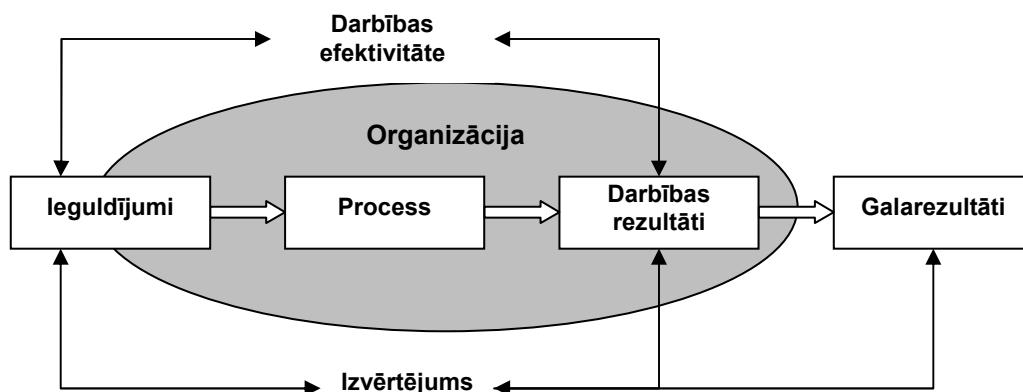 Darbības
efektivitāte
Organizācija
Ieguldījumi
Process
Darbības
rezultāti
Galarezultāti
Izvērtējums